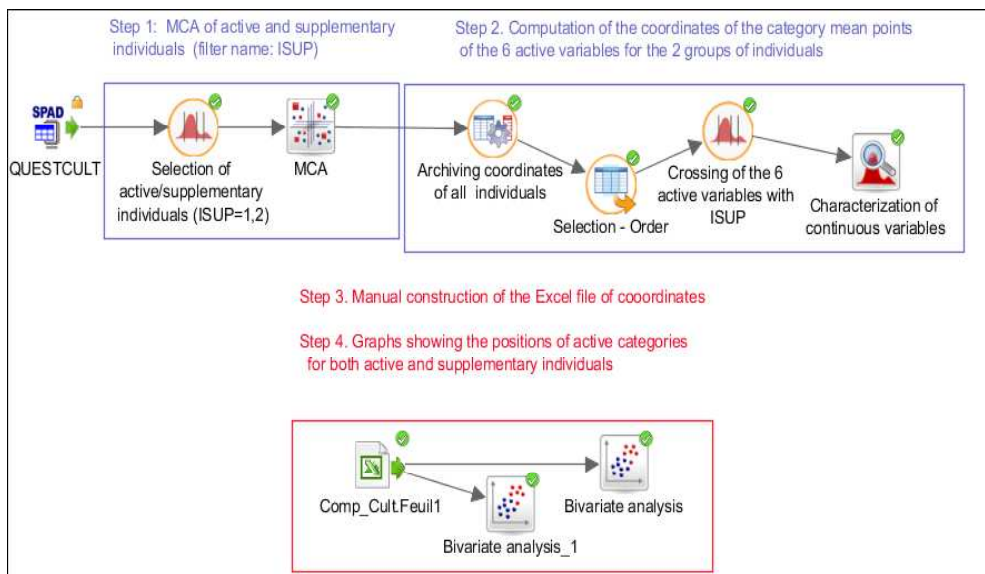 Step 1: MCA of active and supplementary
individuals (filter name: ISUP)
Step 2. Computation of the coordinates of the category mean points
of the 6 active variables for the 2 groups of individuals
SPAD
QUESTCULT
Selection of
active/supplementary
individuals (ISUP=1,2)
MCA
Archiving coordinates
of all individuals
Selection - Order
Crossing of the 6
active variables with
ISUP
Characterization of
continuous variables
Step 3. Manual construction of the Excel file of cooordinates
Step 4. Graphs showing the positions of active categories
for both active and supplementary individuals
Comp_Cult.Feuil1
Bivariate analysis_1
Bivariate analysis